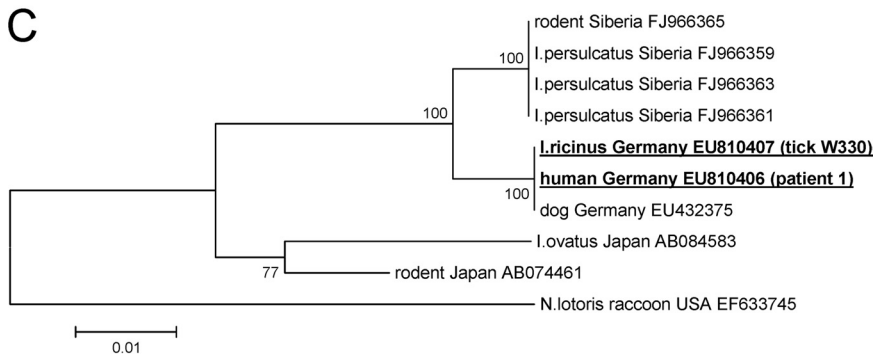 C
rodent Siberia FJ966365
I.persulcatus Siberia FJ966359
100
I.persulcatus Siberia FJ966363
100
I.persulcatus Siberia FJ966361
I.ricinus Germany EU810407 (tick W330)
human Germany EU810406 (patient 1)
100
dog Germany EU432375
I.ovatus Japan AB084583
77
rodent Japan AB074461
N.lotoris raccoon USA EF633745
0.01